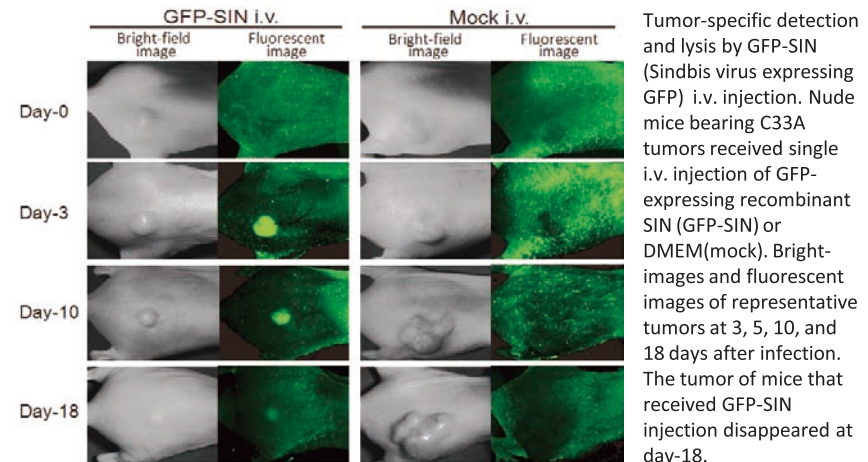 GFP-SIN i.v.
Mock i.v.
Bright-field
image
Fluorescent
image
Bright-field
image
Fluorescent
image
Day-0
Day-3
Day-10
Day-18
Tumor-specific detection
and lysis by GFP-SIN
(Sindbis virus expressing
GFP) i.v. injection. Nude
mice bearing C33A
tumors received single
i.v. injection of GFP-
expressing recombinant
SIN (GFP-SIN) or
DMEM(mock). Bright-
images and fluorescent
images of representative
tumors at 3, 5, 10, and
18 days after infection.
The tumor of mice that
received GFP-SIN
injection disappeared at
day-18.